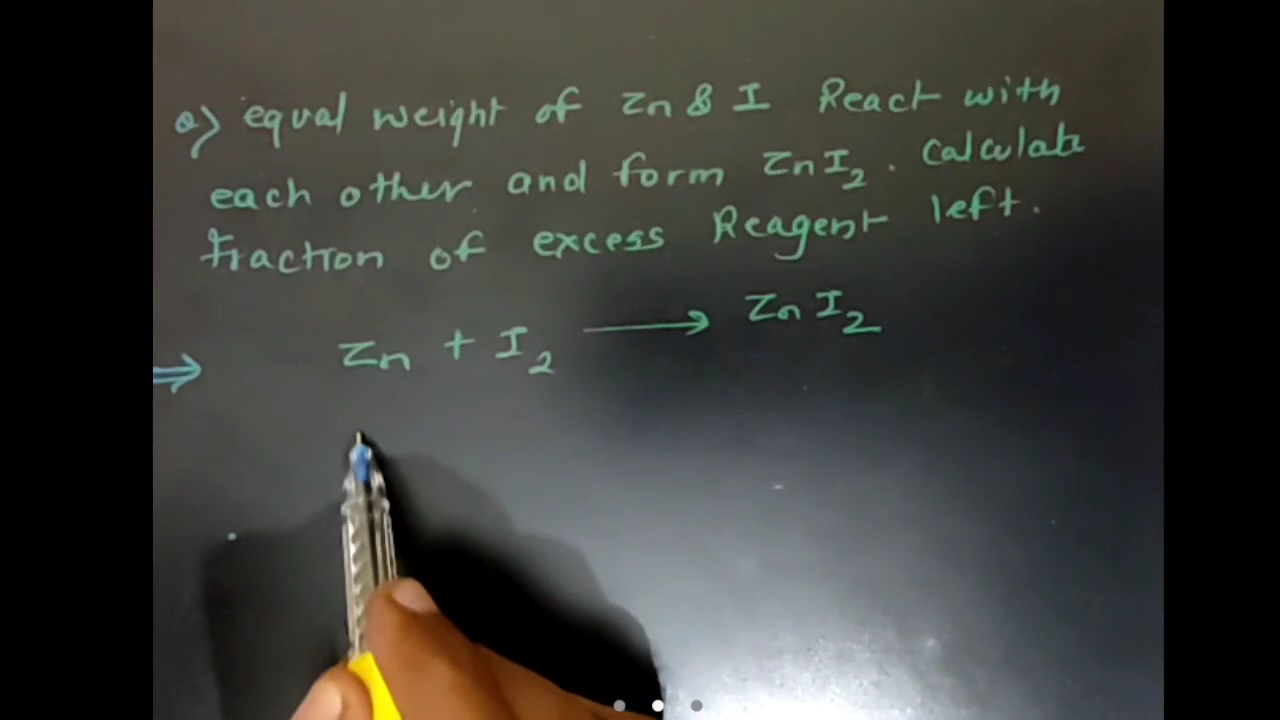 Q) equal weight of Zn & I React with
each other and form ZnI₂. Calculate
fraction of excess Reagent left.
⇒ Zn + I₂ ⟶ ZnI₂